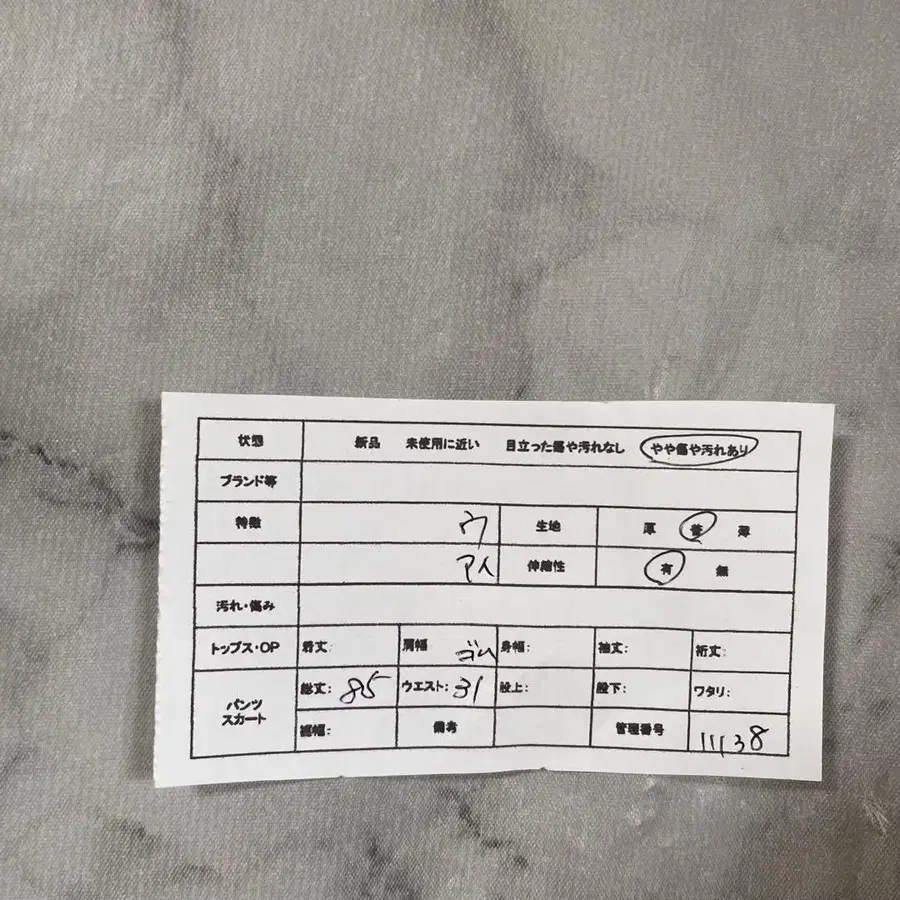 状態 新品 未使用に近い 目立った傷や汚れなし やや傷や汚れあり
ブランド等
特徴 ウ 生地 厚 普 薄
アイ 伸縮性 有 無
汚れ・傷み
トップス・OP 着丈: 肩幅 ゴム 身幅: 袖丈: 裄丈:
パンツ スカート 総丈: 85 ウエスト: 31 股上: 股下: ワタリ:
裾幅: 備考 管理番号 11138